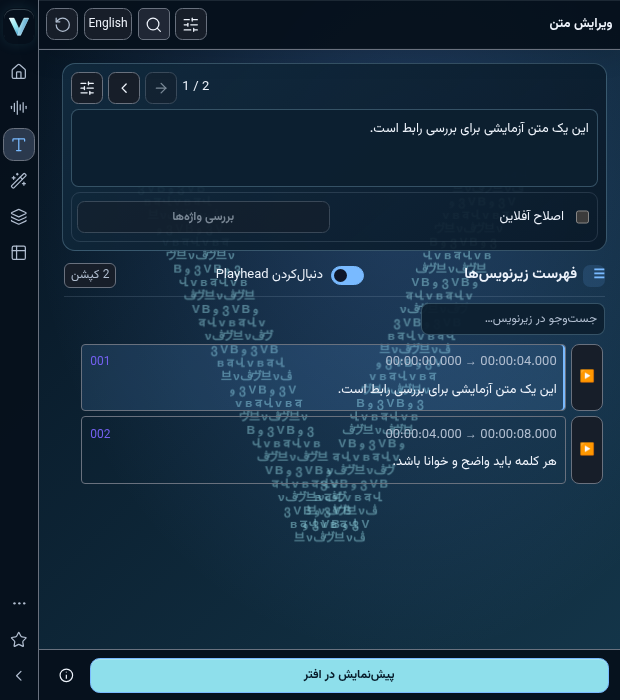 ویرایش متن
English
1 / 2
این یک متن آزمایشی برای بررسی رابط است.
اصلاح آفلاین
بررسی واژه‌ها
فهرست زیرنویس‌ها
دنبال‌کردن Playhead
2 کپشن
جست‌وجو در زیرنویس...
00:00:00.000 → 00:00:04.000
001
این یک متن آزمایشی برای بررسی رابط است.
00:00:04.000 → 00:00:08.000
002
هر کلمه باید واضح و خوانا باشد.
پیش‌نمایش در افتر